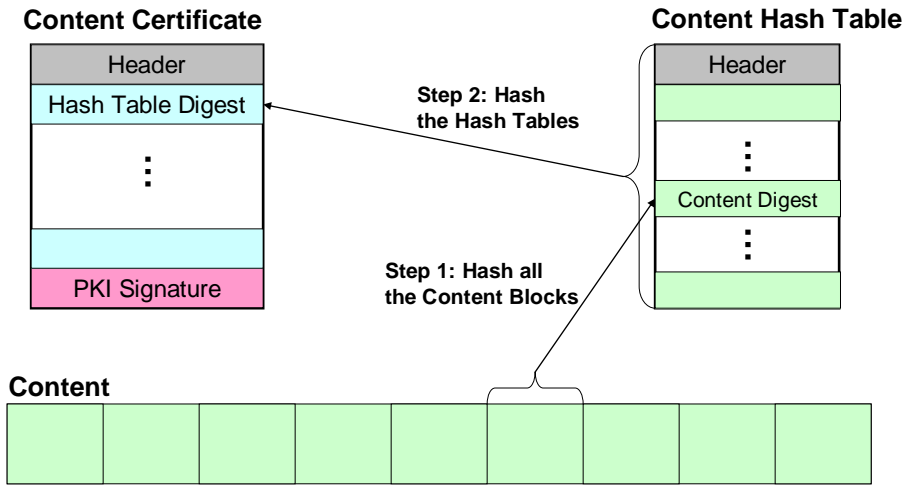 Content Certificate
Header
Hash Table Digest
PKI Signature
Step 2: Hash
the Hash Tables
Content Hash Table
Header
Content Digest
Step 1: Hash all
the Content Blocks
Content